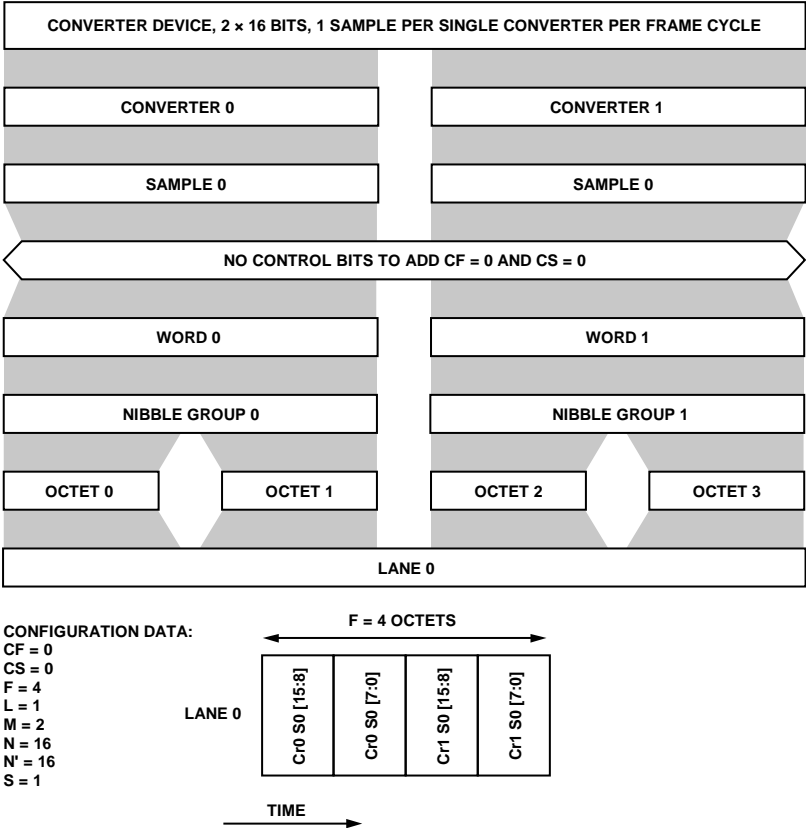 CONVERTER DEVICE, 2 × 16 BITS, 1 SAMPLE PER SINGLE CONVERTER PER FRAME CYCLE
CONVERTER 0
CONVERTER 1
SAMPLE 0
SAMPLE 0
NO CONTROL BITS TO ADD CF = 0 AND CS = 0
WORD 0
WORD 1
NIBBLE GROUP 0
NIBBLE GROUP 1
OCTET 0
OCTET 1
OCTET 2
OCTET 3
LANE 0
CONFIGURATION DATA:
CF = 0
CS = 0
F = 4
L = 1
M = 2
N = 16
N' = 16
S = 1
F = 4 OCTETS
LANE 0
Cr0 S0 [15:8]
Cr0 S0 [7:0]
Cr1 S0 [15:8]
Cr1 S0 [7:0]
TIME